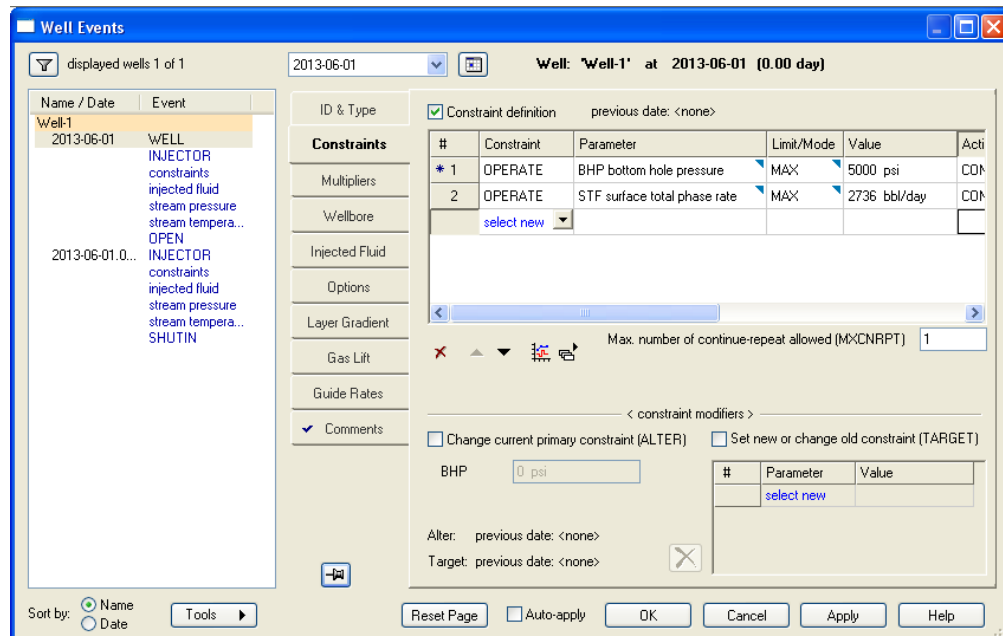 Well Events
displayed wells 1 of 1
2013-06-01
Well: 'Well-1' at 2013-06-01 (0.00 day)
Name / Date Event
Well-1
2013-06-01 WELL
INJECTOR
constraints
injected fluid
stream pressure
stream tempera...
OPEN
2013-06-01.0... INJECTOR
constraints
injected fluid
stream pressure
stream tempera...
SHUTIN
ID & Type
Constraints
Multipliers
Wellbore
Injected Fluid
Options
Layer Gradient
Gas Lift
Guide Rates
Comments
Constraint definition previous date: <none>
# Constraint Parameter Limit/Mode Value Acti
* 1 OPERATE BHP bottom hole pressure MAX 5000 psi CON
2 OPERATE STF surface total phase rate MAX 2736 bbl/day CON
select new
Max. number of continue-repeat allowed (MXCNRPT) 1
< constraint modifiers >
Change current primary constraint (ALTER) Set new or change old constraint (TARGET)
BHP 0 psi
# Parameter Value
select new
Alter: previous date: <none>
Target: previous date: <none>
Sort by: Name
Date
Tools
Reset Page Auto-apply OK Cancel Apply Help